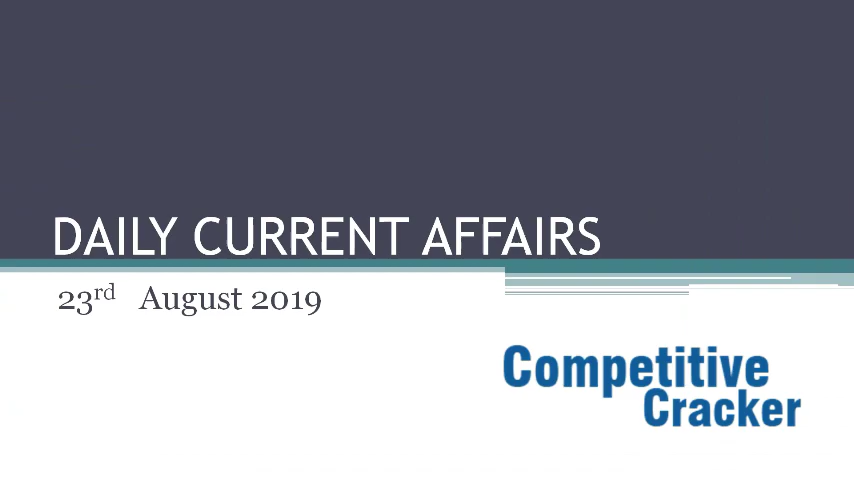 DAILY CURRENT AFFAIRS
23rd August 2019
Competitive
Cracker